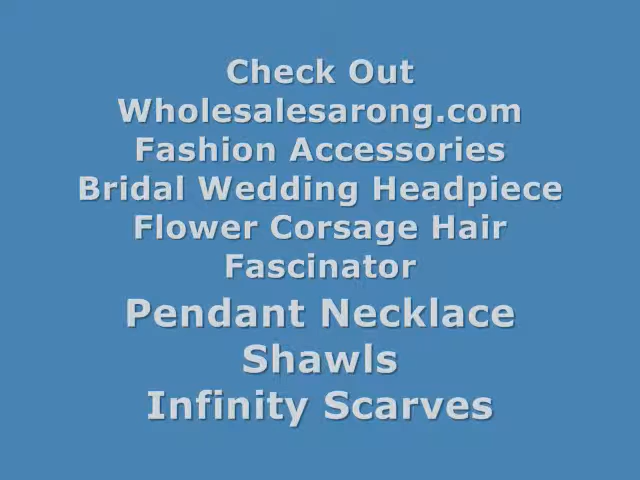 Check Out
Wholesalesarong.com
Fashion Accessories
Bridal Wedding Headpiece
Flower Corsage Hair
Fascinator
Pendant Necklace
Shawls
Infinity Scarves